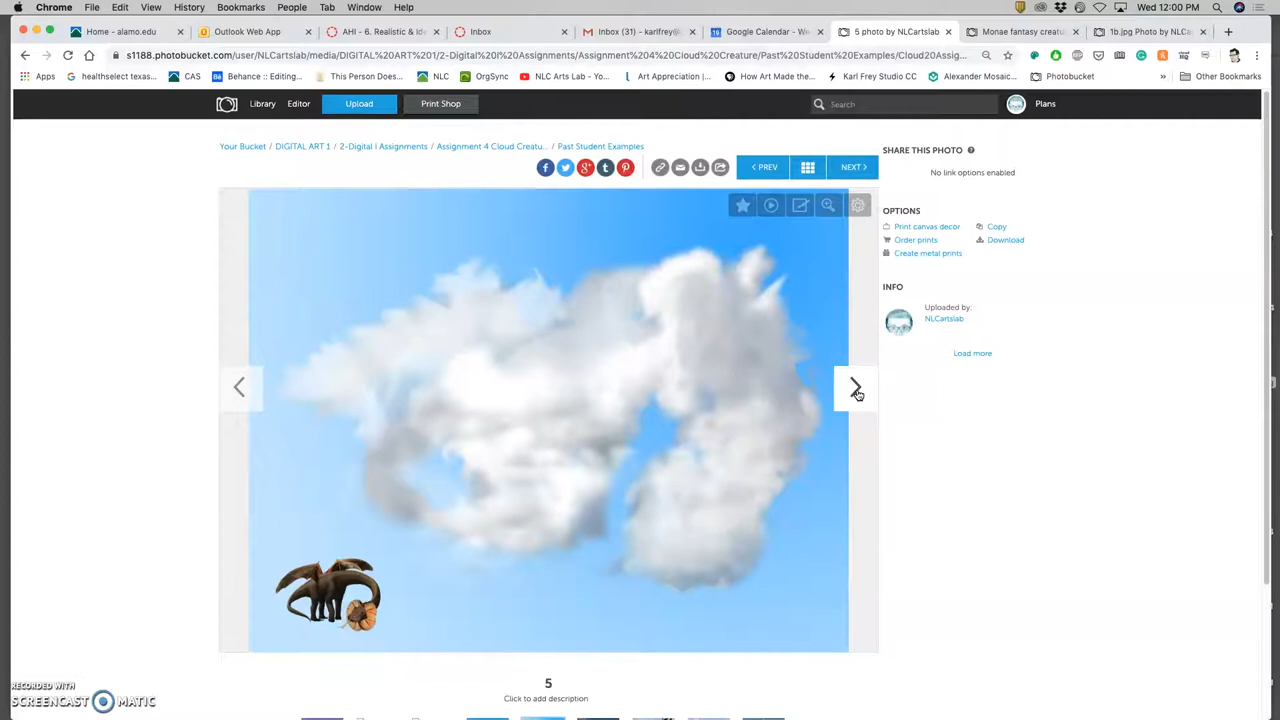 Chrome File Edit View History Bookmarks People Tab Window Help Wed 12:00 PM
Home - alamo.edu Outlook Web App AHI - 6. Realistic & Ide Inbox Inbox (31) - karlfrey@ Google Calendar - We 5 photo by NLCartslab Monae fantasy creatu 1b.jpg Photo by NLCa
s1188.photobucket.com/user/NLCartslab/media/DIGITAL ART 1/2-Digital I%20Assignments/Assignment%204%20Cloud%20Creature/Past%20Student%20Examples/Cloud20Assig...
Apps healthselect texas... CAS Behance :: Editing... This Person Does... NLC OrgSync NLC Arts Lab - Yo... Art Appreciation |... How Art Made the... Karl Frey Studio CC Alexander Mosaic... Photobucket » Other Bookmarks
Library Editor Upload Print Shop Search Plans
Your Bucket / DIGITAL ART 1 / 2-Digital I Assignments / Assignment 4 Cloud Creatu... / Past Student Examples
SHARE THIS PHOTO
< PREV NEXT >
No link options enabled
OPTIONS
Print canvas decor Copy
Order prints Download
Create metal prints
INFO
Uploaded by:
NLCartslab
Load more
5
Click to add description
RECORDED WITH
SCREENCAST MATIC